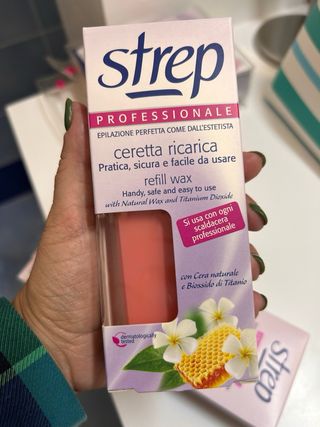 strep
PROFESSIONALE
EPILAZIONE PERFETTA COME DALL'ESTETISTA
ceretta ricarica
Pratica, sicura e facile da usare
refill wax
Handy, safe and easy to use
with Natural Wax and Titanium Dioxide
Si usa con ogni
scaldacera
professionale
con Cera naturale
e Biossido di Titanio
dermatologically
tested
strep